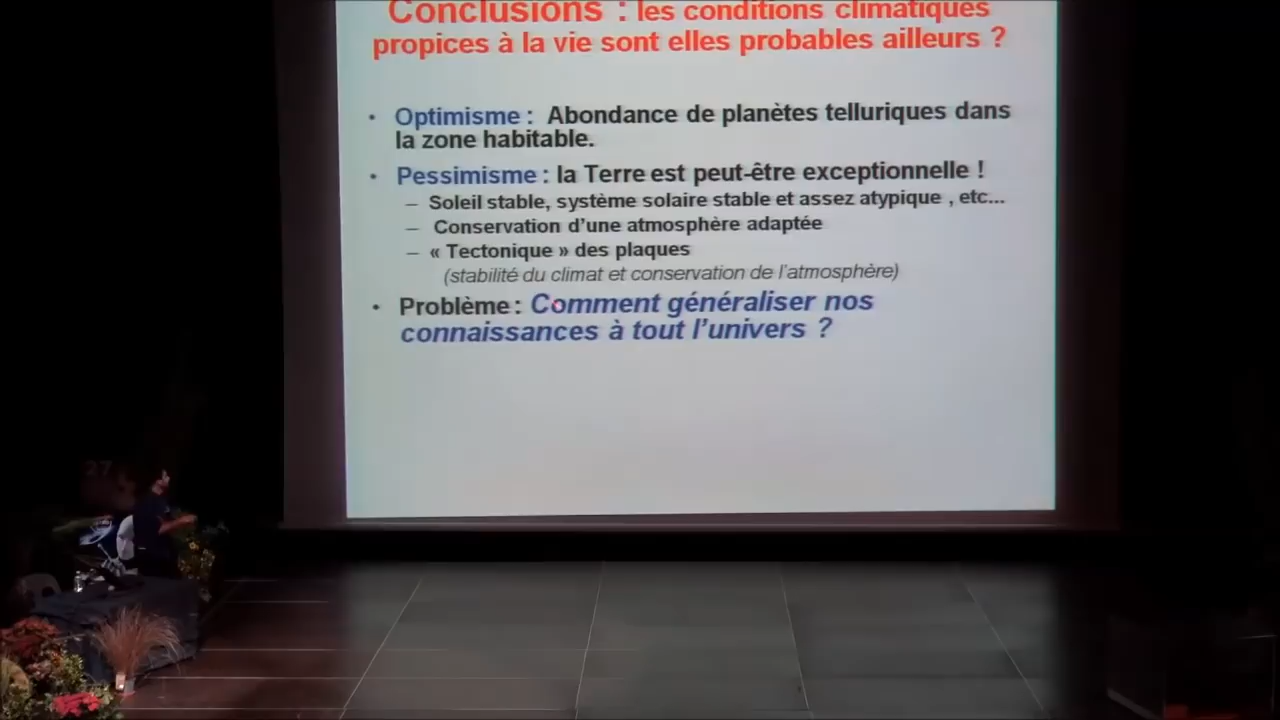 Conclusions : les conditions climatiques
propices à la vie sont elles probables ailleurs ?
• Optimisme : Abondance de planètes telluriques dans
la zone habitable.
• Pessimisme : la Terre est peut-être exceptionnelle !
– Soleil stable, système solaire stable et assez atypique , etc...
– Conservation d’une atmosphère adaptée
– « Tectonique » des plaques
(stabilité du climat et conservation de l’atmosphère)
• Problème : Comment généraliser nos
connaissances à tout l’univers ?
27